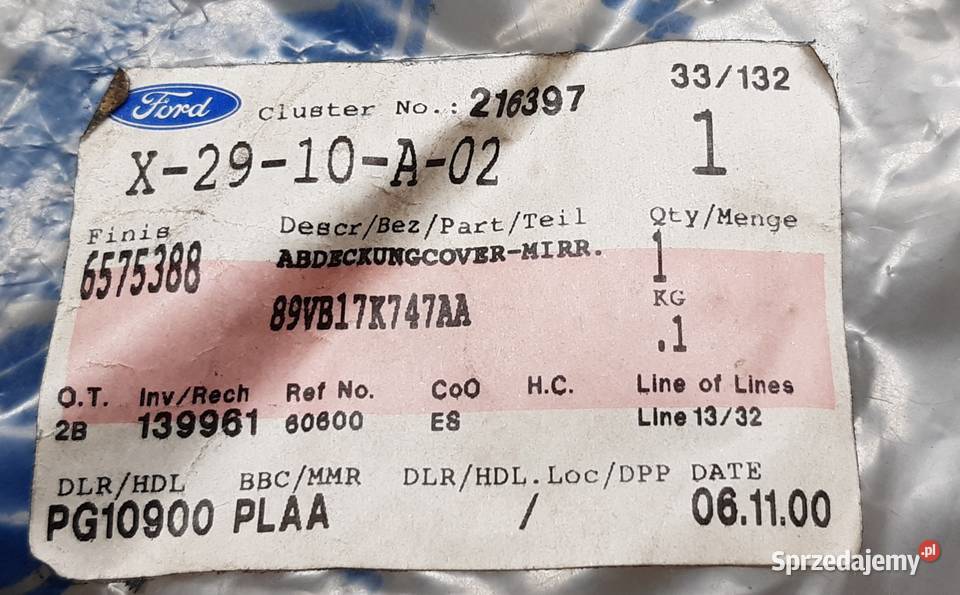 Ford Cluster No.: 216397 33/132
X-29-10-A-02 1
Finis Descr/Bez/Part/Teil Qty/Menge
6575388 ABDECKUNGCOVER-MIRR. 1
89VB17K747AA KG
.1
O.T. Inv/Rech Ref No. CoO H.C. Line of Lines
2B 139961 60600 ES Line 13/32
DLR/HDL BBC/MMR DLR/HDL.Loc/DPP DATE
PG10900 PLAA / 06.11.00
Sprzedajemy.pl